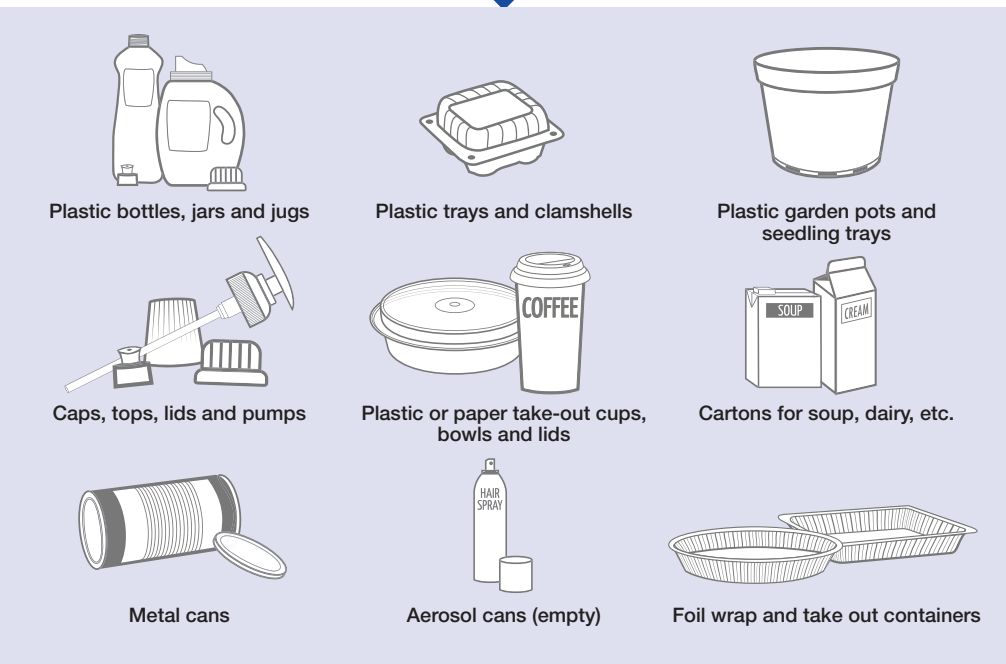 Plastic bottles, jars and jugs
Plastic trays and clamshells
Plastic garden pots and
seedling trays
COFFEE
SOUP
CREAM
Caps, tops, lids and pumps
Plastic or paper take-out cups,
bowls and lids
Cartons for soup, dairy, etc.
HAIR
SPRAY
Metal cans
Aerosol cans (empty)
Foil wrap and take out containers